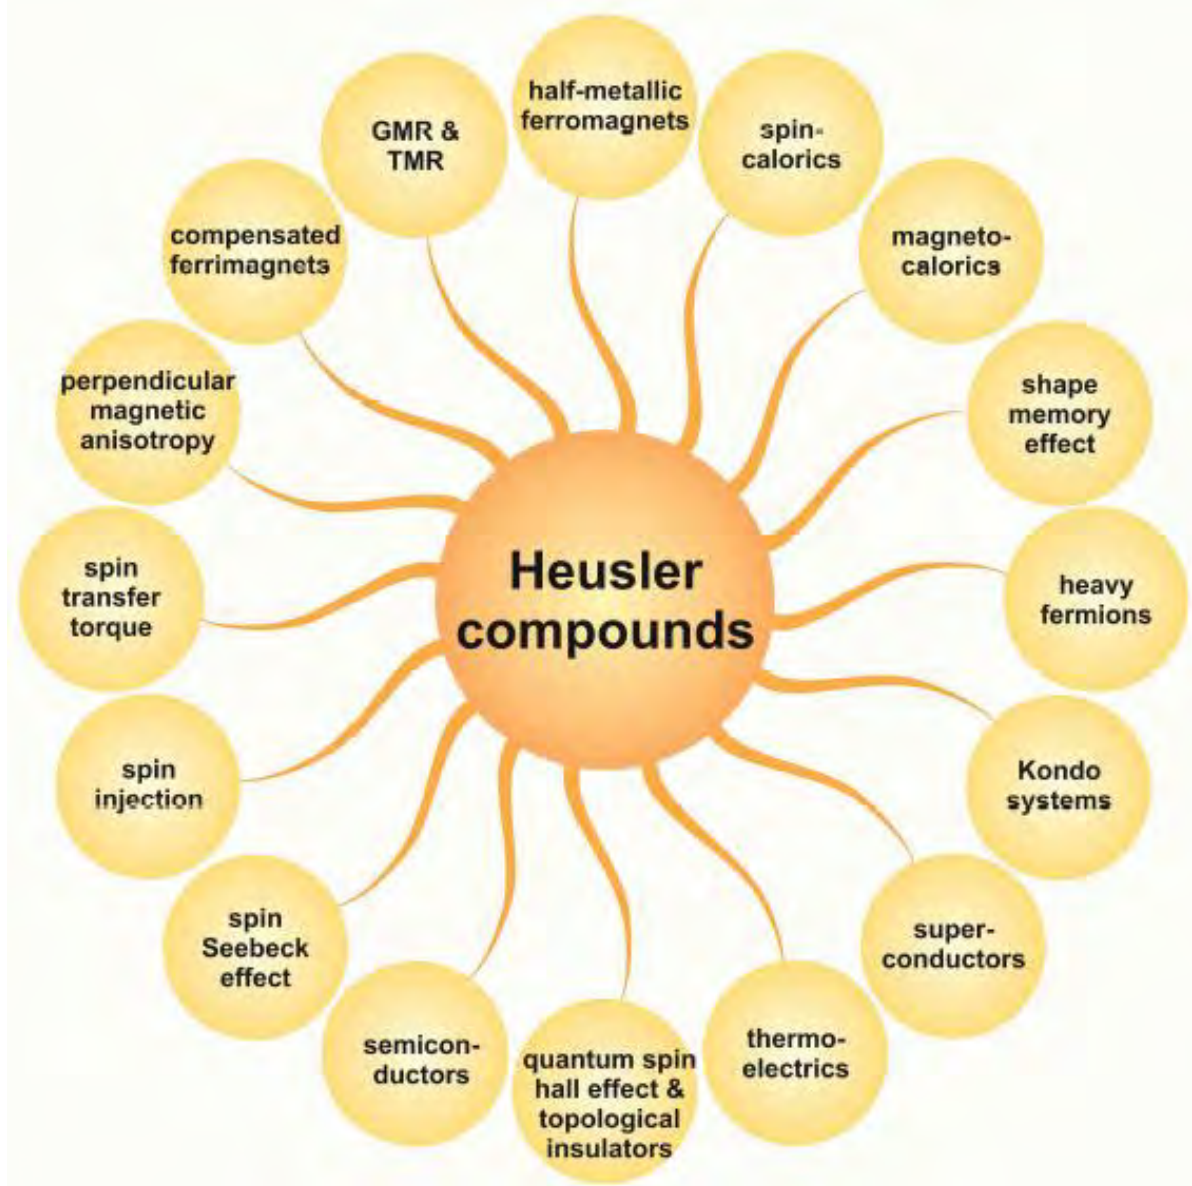 half-metallic
ferromagnets
spin-
calorics
magneto-
calorics
shape
memory
effect
heavy
fermions
Kondo
systems
super-
conductors
thermo-
electrics
quantum spin
hall effect &
topological
insulators
semicon-
ductors
spin
Seebeck
effect
spin
injection
spin
transfer
torque
perpendicular
magnetic
anisotropy
compensated
ferrimagnets
GMR &
TMR
Heusler
compounds